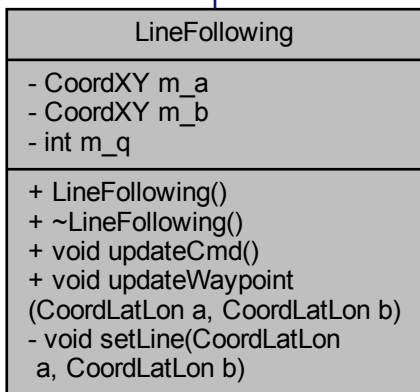 LineFollowing
- CoordXY m_a
- CoordXY m_b
- int m_q
+ LineFollowing()
+ ~LineFollowing()
+ void updateCmd()
+ void updateWaypoint
(CoordLatLon a, CoordLatLon b)
- void setLine(CoordLatLon
a, CoordLatLon b)